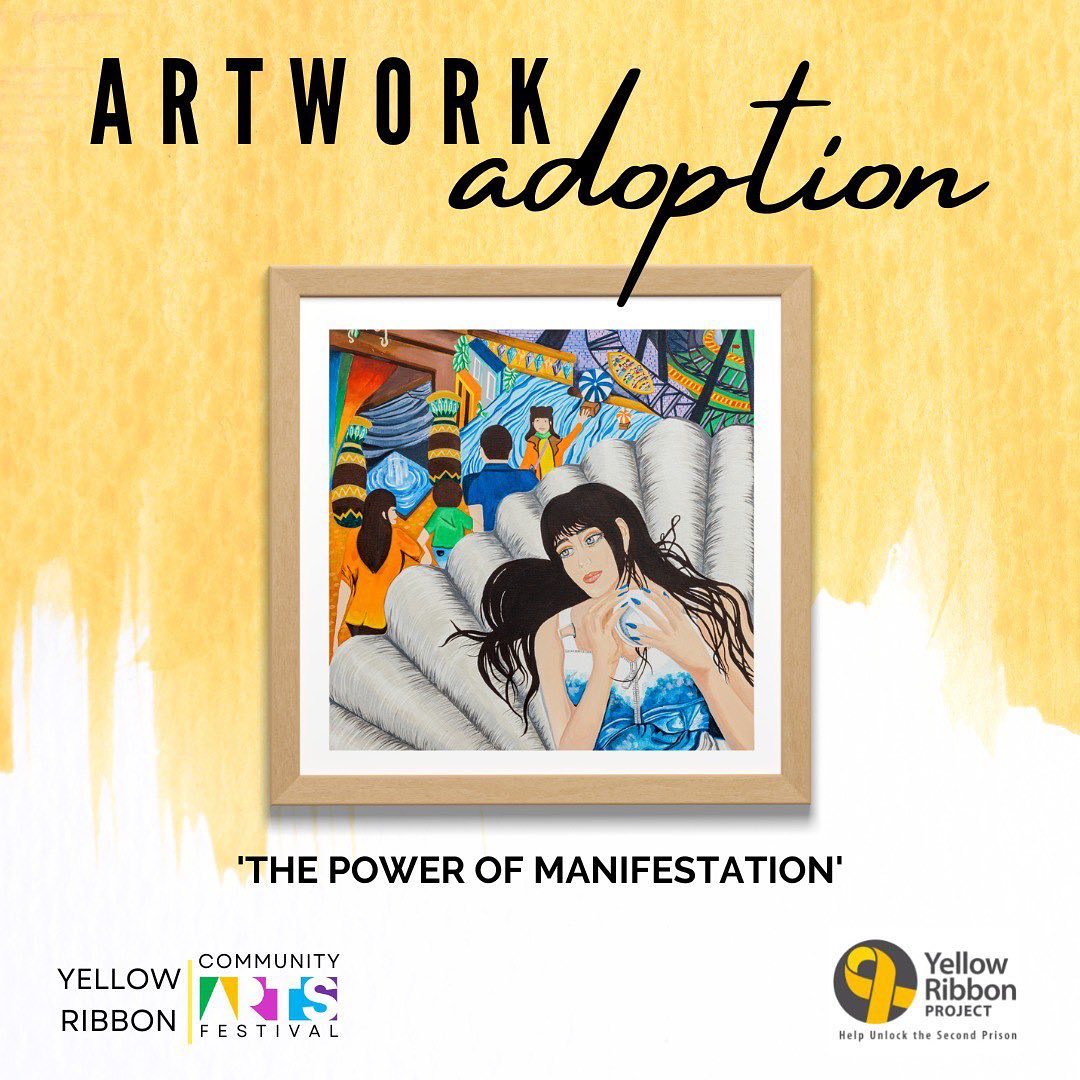 ARTWORK
adoption
'THE POWER OF MANIFESTATION'
YELLOW
RIBBON
COMMUNITY
ARTS
FESTIVAL
Yellow
Ribbon
PROJECT
Help Unlock the Second Prison